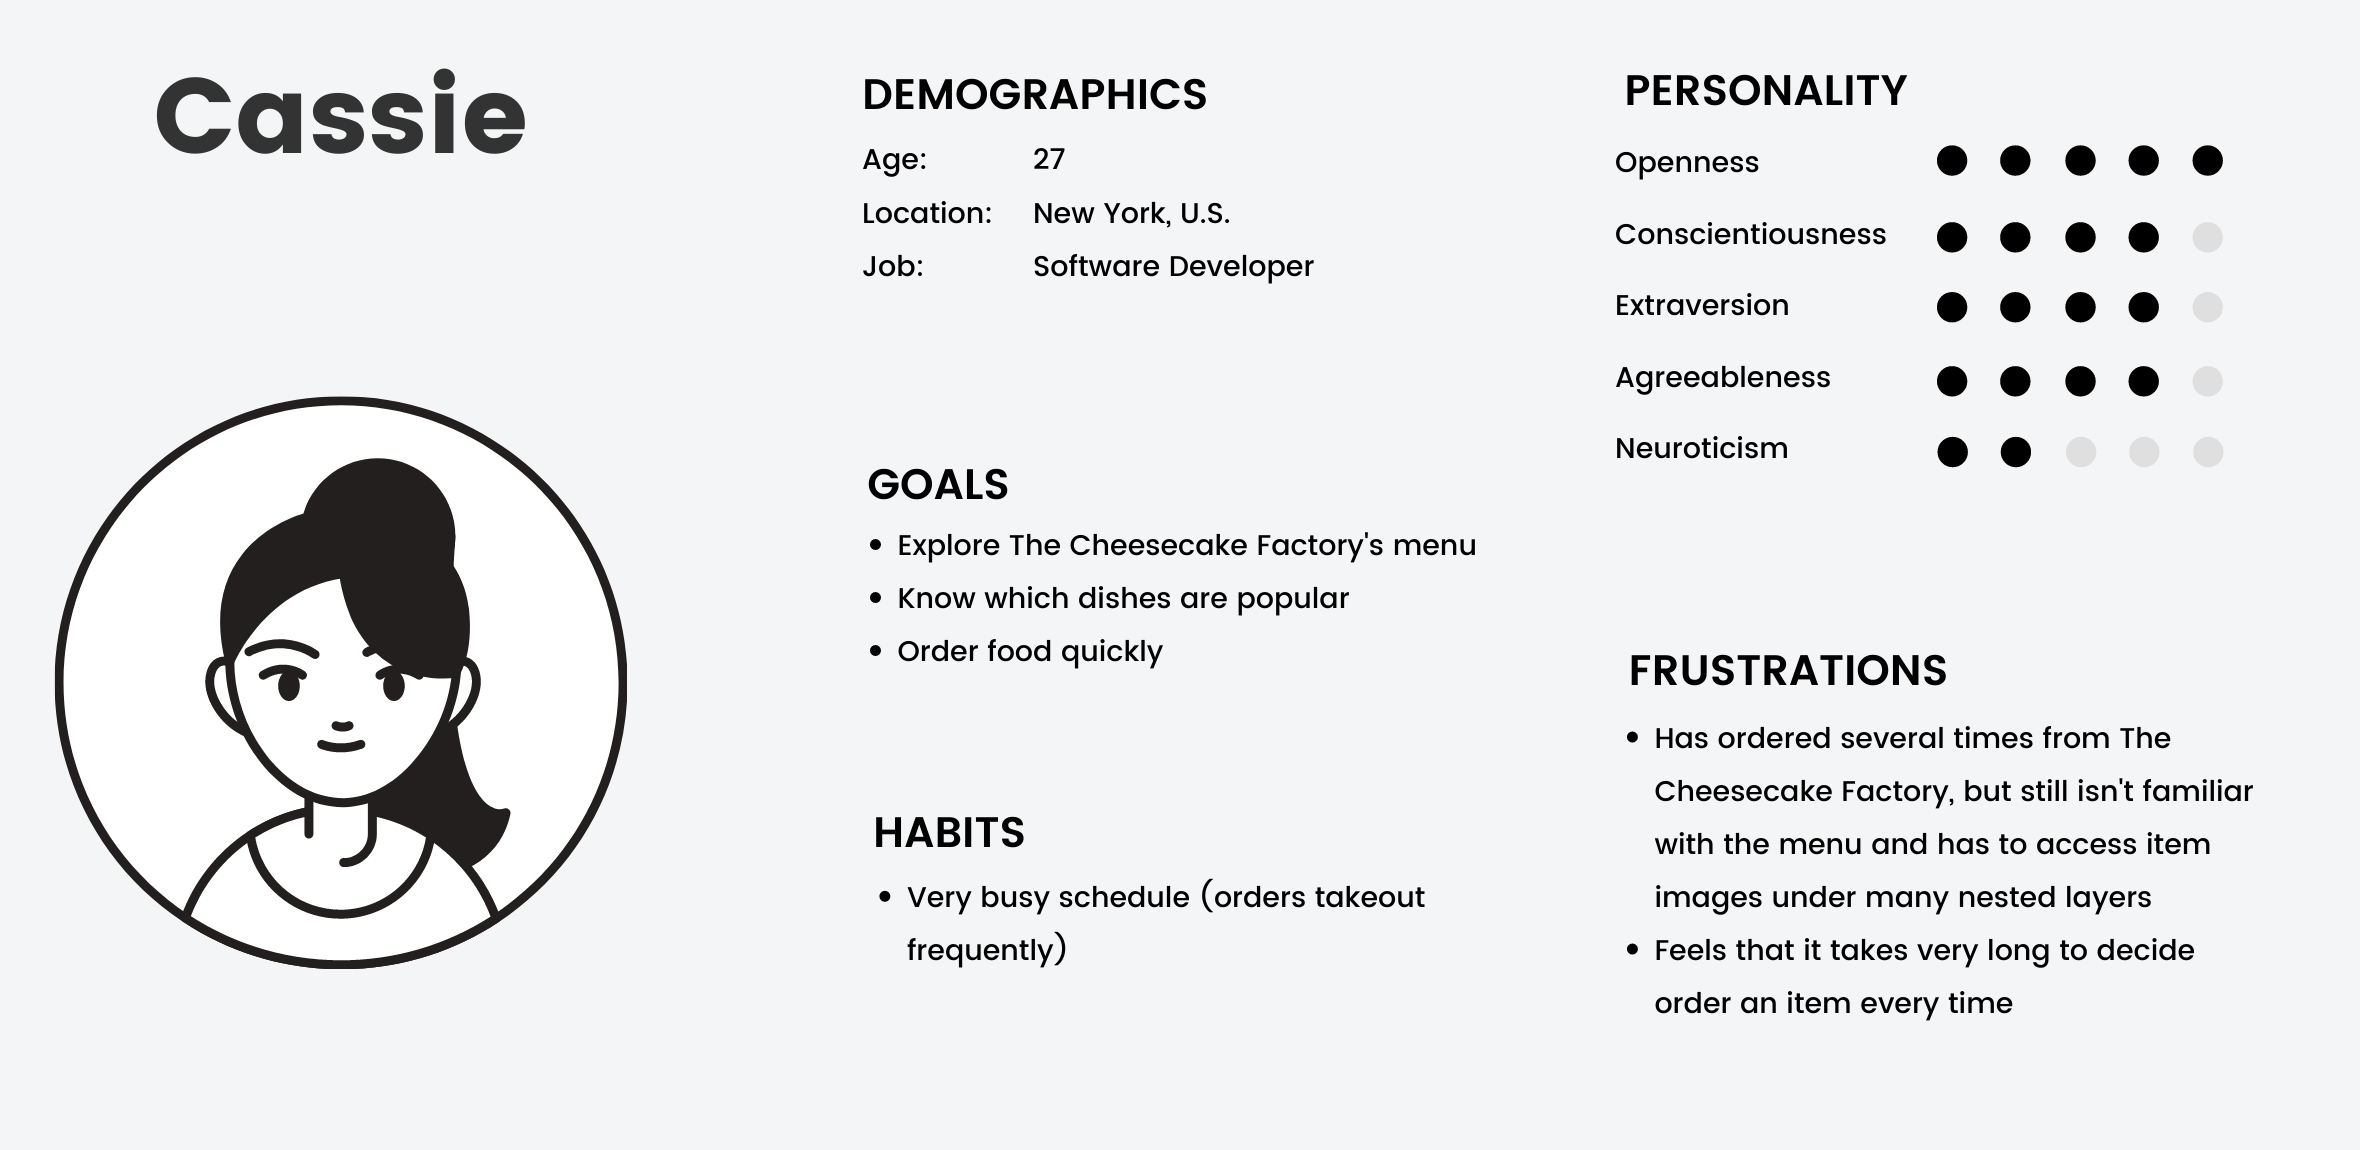 Cassie
DEMOGRAPHICS
Age: 27
Location: New York, U.S.
Job: Software Developer
GOALS
• Explore The Cheesecake Factory's menu
• Know which dishes are popular
• Order food quickly
HABITS
• Very busy schedule (orders takeout
frequently)
PERSONALITY
Openness
Conscientiousness
Extraversion
Agreeableness
Neuroticism
FRUSTRATIONS
• Has ordered several times from The
Cheesecake Factory, but still isn't familiar
with the menu and has to access item
images under many nested layers
• Feels that it takes very long to decide
order an item every time